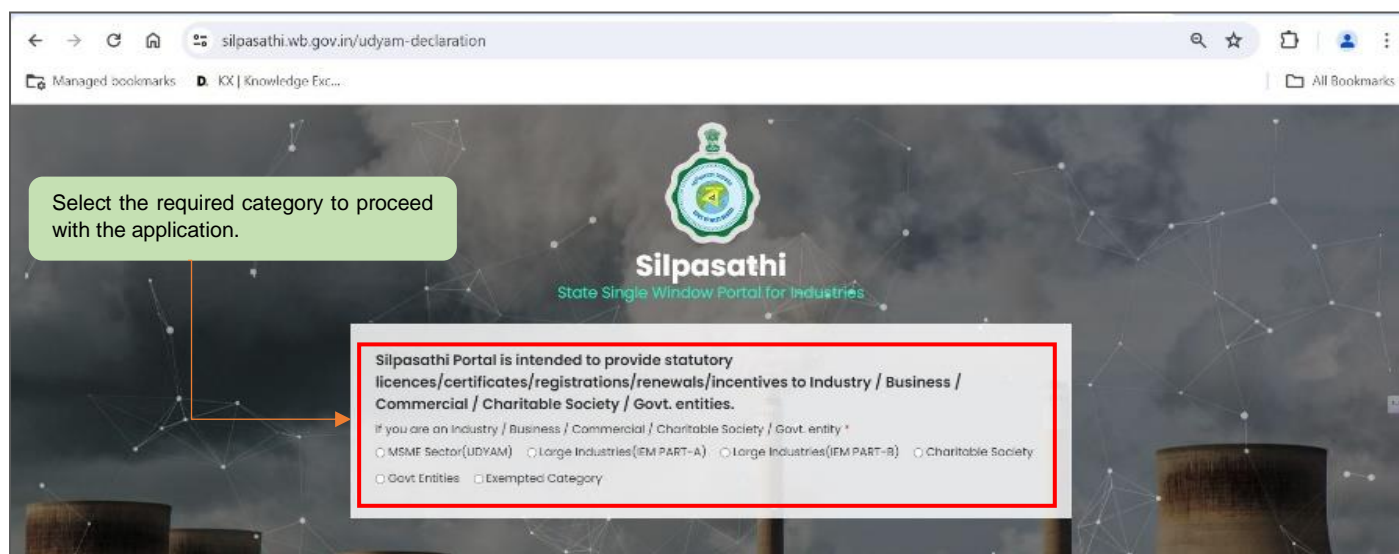 silpasathi.wb.gov.in/udyam-declaration
Managed bookmarks D. KX | Knowledge Exc... All Bookmarks
Select the required category to proceed
with the application.
Silpasathi
State Single Window Portal for Industries
Silpasathi Portal is intended to provide statutory
licences/certificates/registrations/renewals/incentives to Industry / Business /
Commercial / Charitable Society / Govt. entities.
If you are an Industry / Business / Commercial / Charitable Society / Govt. entity *
MSME Sector(UDYAM) Large Industries(IEM PART-A) Large Industries(IEM PART-B) Charitable Society
Govt Entities Exempted Category